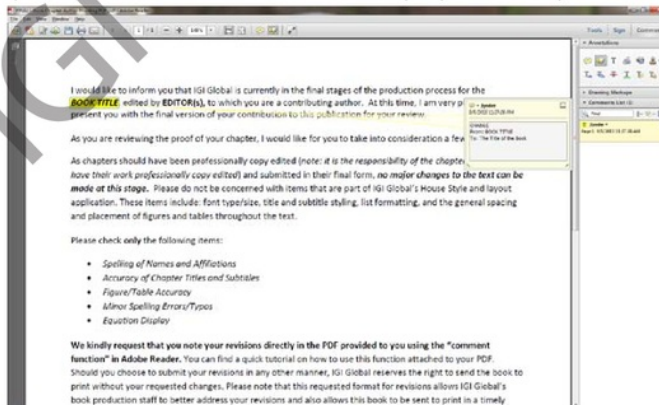 IGI
File Edit View Window Help
Tools Sign Comment
Annotations
I would like to inform you that IGI Global is currently in the final stages of the production process for the
BOOK TITLE, edited by EDITOR(s), to which you are a contributing author. At this time, I am very
present you with the final version of your contribution to this publication for your review.
CHANGE
From: BOOK TITLE
To: The Title of the Book
As you are reviewing the proof of your chapter, I would like for you to take into consideration a few
As chapters should have been professionally copy edited (note: it is the responsibility of the
have their work professionally copy edited) and submitted in their final form, no major changes to the text can be
made at this stage. Please do not be concerned with items that are part of IGI Global's House Style and layout
application. These items include: font type/size, title and subtitle styling, list formatting, and the general spacing
and placement of figures and tables throughout the text.
Please check only the following items:
• Spelling of Names and Affiliations
• Accuracy of Chapter Titles and Subtitles
• Figure/Table Accuracy
• Minor Spelling Errors/Typos
• Equation Display
We kindly request that you note your revisions directly in the PDF provided to you using the "comment
function" in Adobe Reader. You can find a quick tutorial on how to use this function attached to your PDF.
Should you choose to submit your revisions in any other manner, IGI Global reserves the right to send the book to
print without your requested changes. Please note that this requested format for revisions allows IGI Global's
book production staff to better address your revisions and also allows this book to be sent to print in a timely
Drawing Markups
Comments List (1)
Find